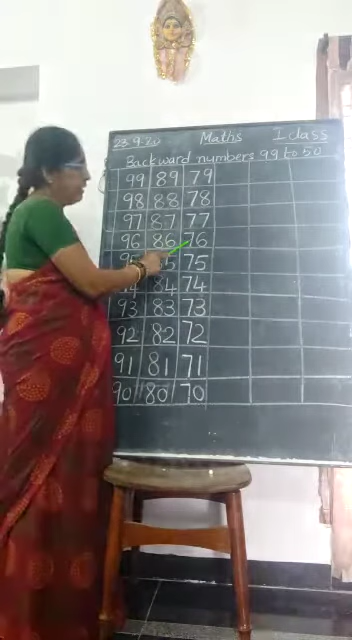 23-9-20 Maths I class
Backward numbers 99 to 50
99 89 79
98 88 78
97 87 77
96 86 76
95 85 75
94 84 74
93 83 73
92 82 72
91 81 71
90 80 70